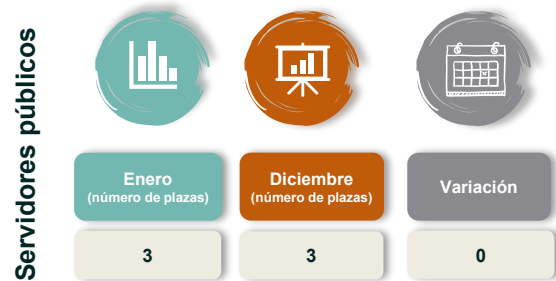 Servidores públicos
Enero
(número de plazas)
Diciembre
(número de plazas)
Variación
3
3
0